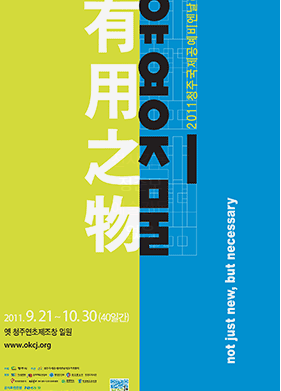 有用之物
유용지물
2011청주국제공예비엔날레
not just new, but necessary
2011. 9. 21 ~ 10. 30 (40일간)
옛 청주연초제조창 일원
www.okcj.org